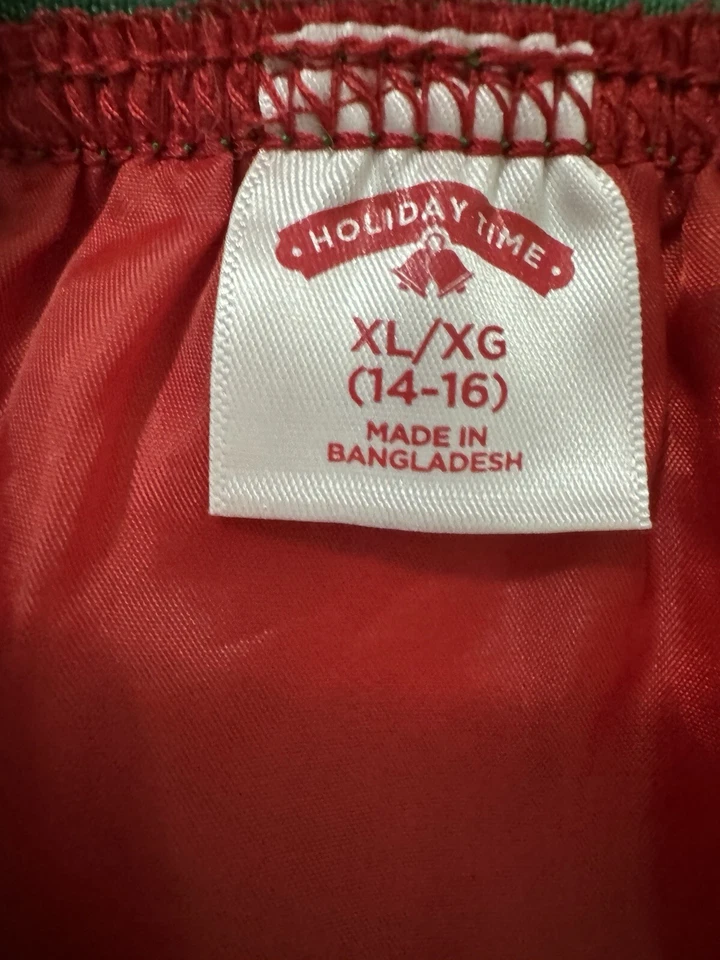 • HOLIDAY TIME •
XL/XG
(14-16)
MADE IN
BANGLADESH